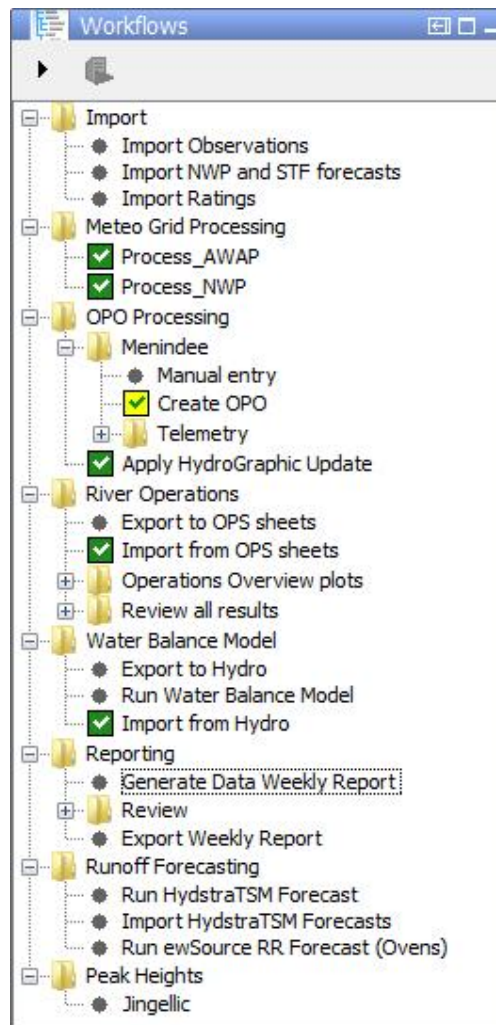 Workflows
Import
Import Observations
Import NWP and STF forecasts
Import Ratings
Meteo Grid Processing
Process_AWAP
Process_NWP
OPO Processing
Menindee
Manual entry
Create OPO
Telemetry
Apply HydroGraphic Update
River Operations
Export to OPS sheets
Import from OPS sheets
Operations Overview plots
Review all results
Water Balance Model
Export to Hydro
Run Water Balance Model
Import from Hydro
Reporting
Generate Data Weekly Report
Review
Export Weekly Report
Runoff Forecasting
Run HydstraTSM Forecast
Import HydstraTSM Forecasts
Run ewSource RR Forecast (Ovens)
Peak Heights
Jingellic